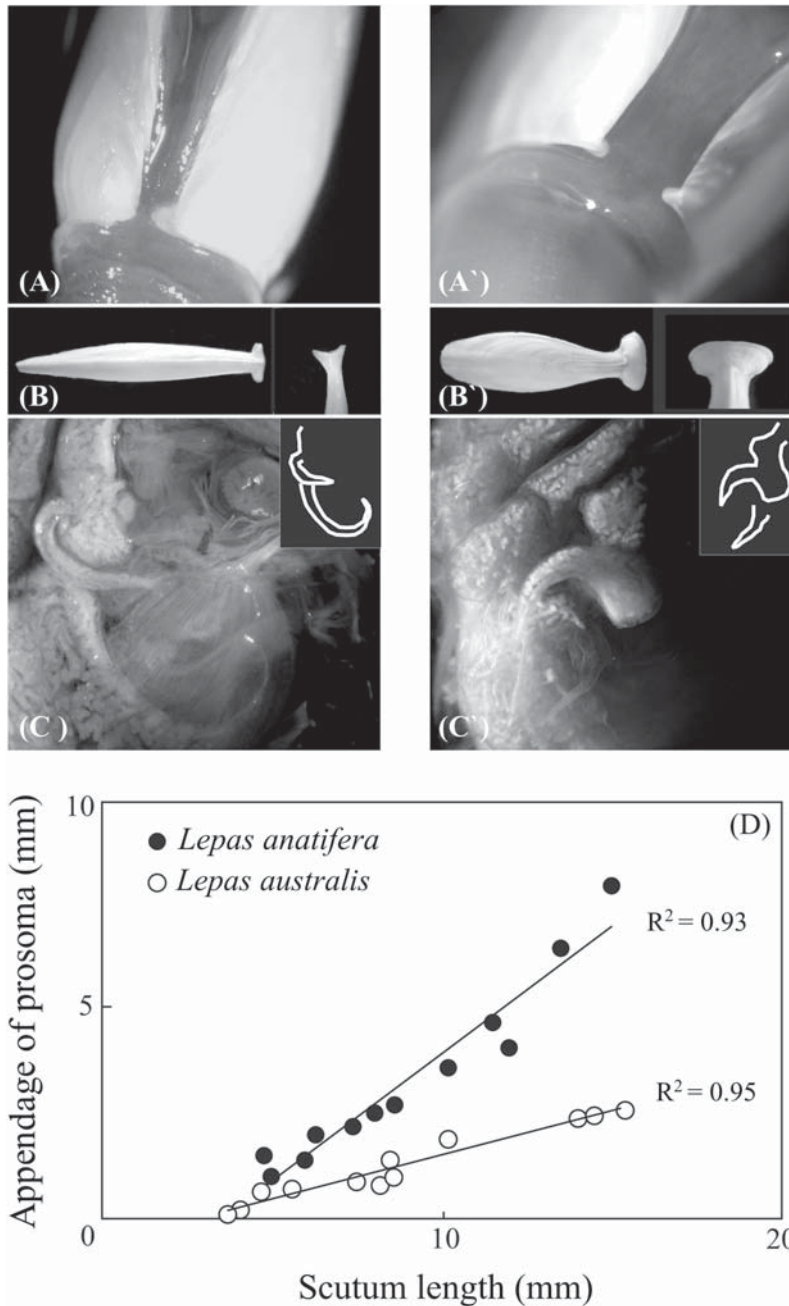 (A)
(A`)
(B)
(B`)
(C )
(C`)
10
(D)
Lepas anatifera
Lepas australis
R² = 0.93
5
R² = 0.95
0
10
20
Appendage of prosoma (mm)
Scutum length (mm)